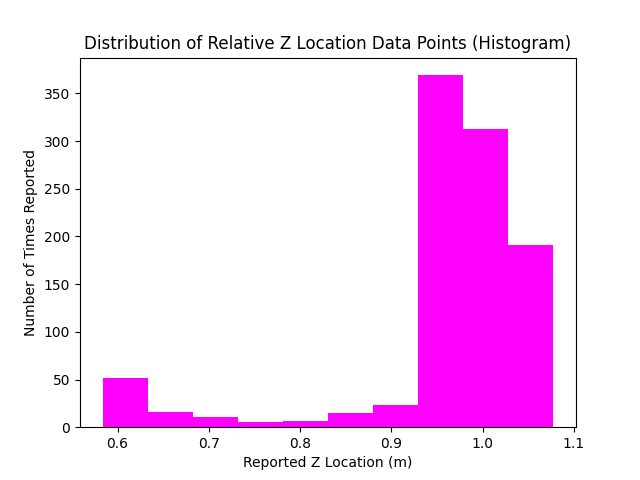 Distribution of Relative Z Location Data Points (Histogram)
Number of Times Reported
350
300
250
200
150
100
50
0
0.6 0.7 0.8 0.9 1.0 1.1
Reported Z Location (m)